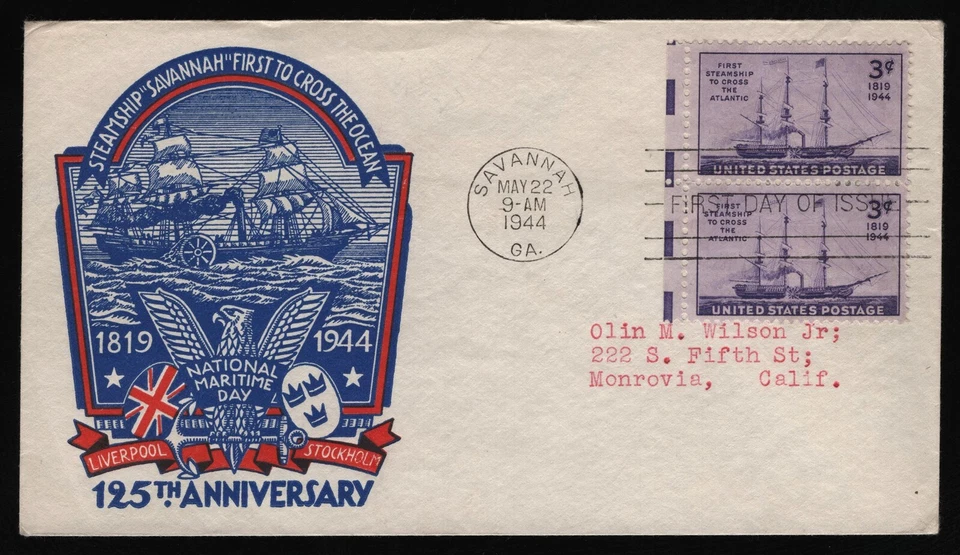 STEAMSHIP "SAVANNAH" FIRST TO CROSS THE OCEAN
1819
1944
NATIONAL
MARITIME
DAY
LIVERPOOL
STOCKHOLM
125TH ANNIVERSARY
SAVANNAH
MAY 22
9-AM
1944
GA.
FIRST
STEAMSHIP
TO CROSS
THE
ATLANTIC
3¢
1819
1944
UNITED STATES POSTAGE
FIRST DAY OF ISSUE
FIRST
STEAMSHIP
TO CROSS
THE
ATLANTIC
3¢
1819
1944
UNITED STATES POSTAGE
Olin M. Wilson Jr;
222 S. Fifth St;
Monrovia, Calif.